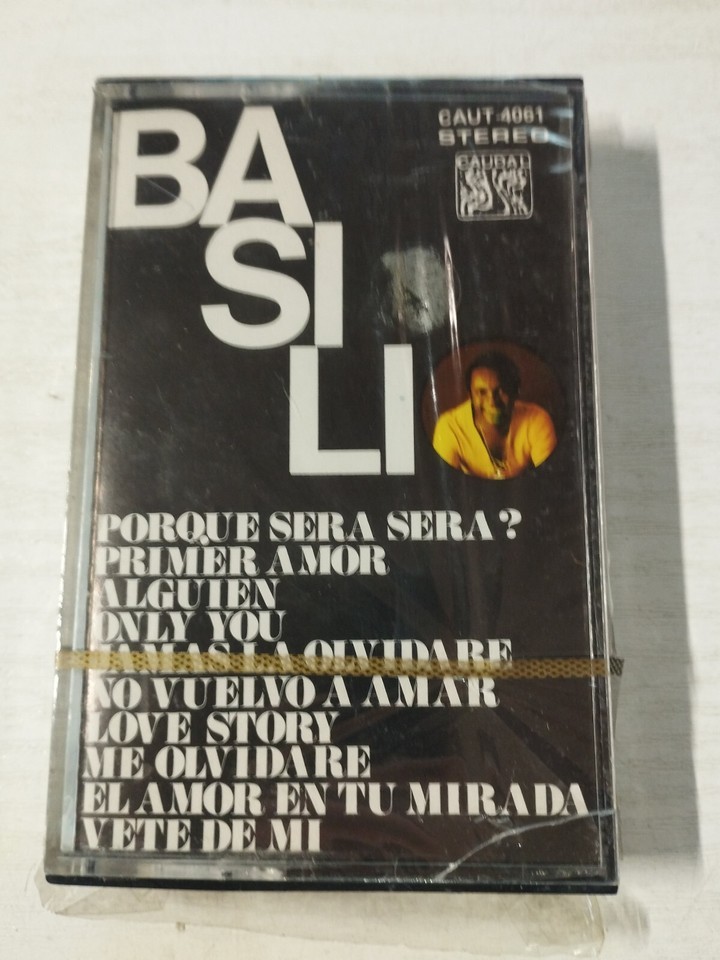 BA
SI
LI
CAUT-4061
STEREO
CAUDAL
PORQUE SERA SERA?
PRIMER AMOR
ALGUIEN
ONLY YOU
JAMAS LA OLVIDARE
NO VUELVO A AMAR
LOVE STORY
ME OLVIDARE
EL AMOR EN TU MIRADA
VETE DE MI